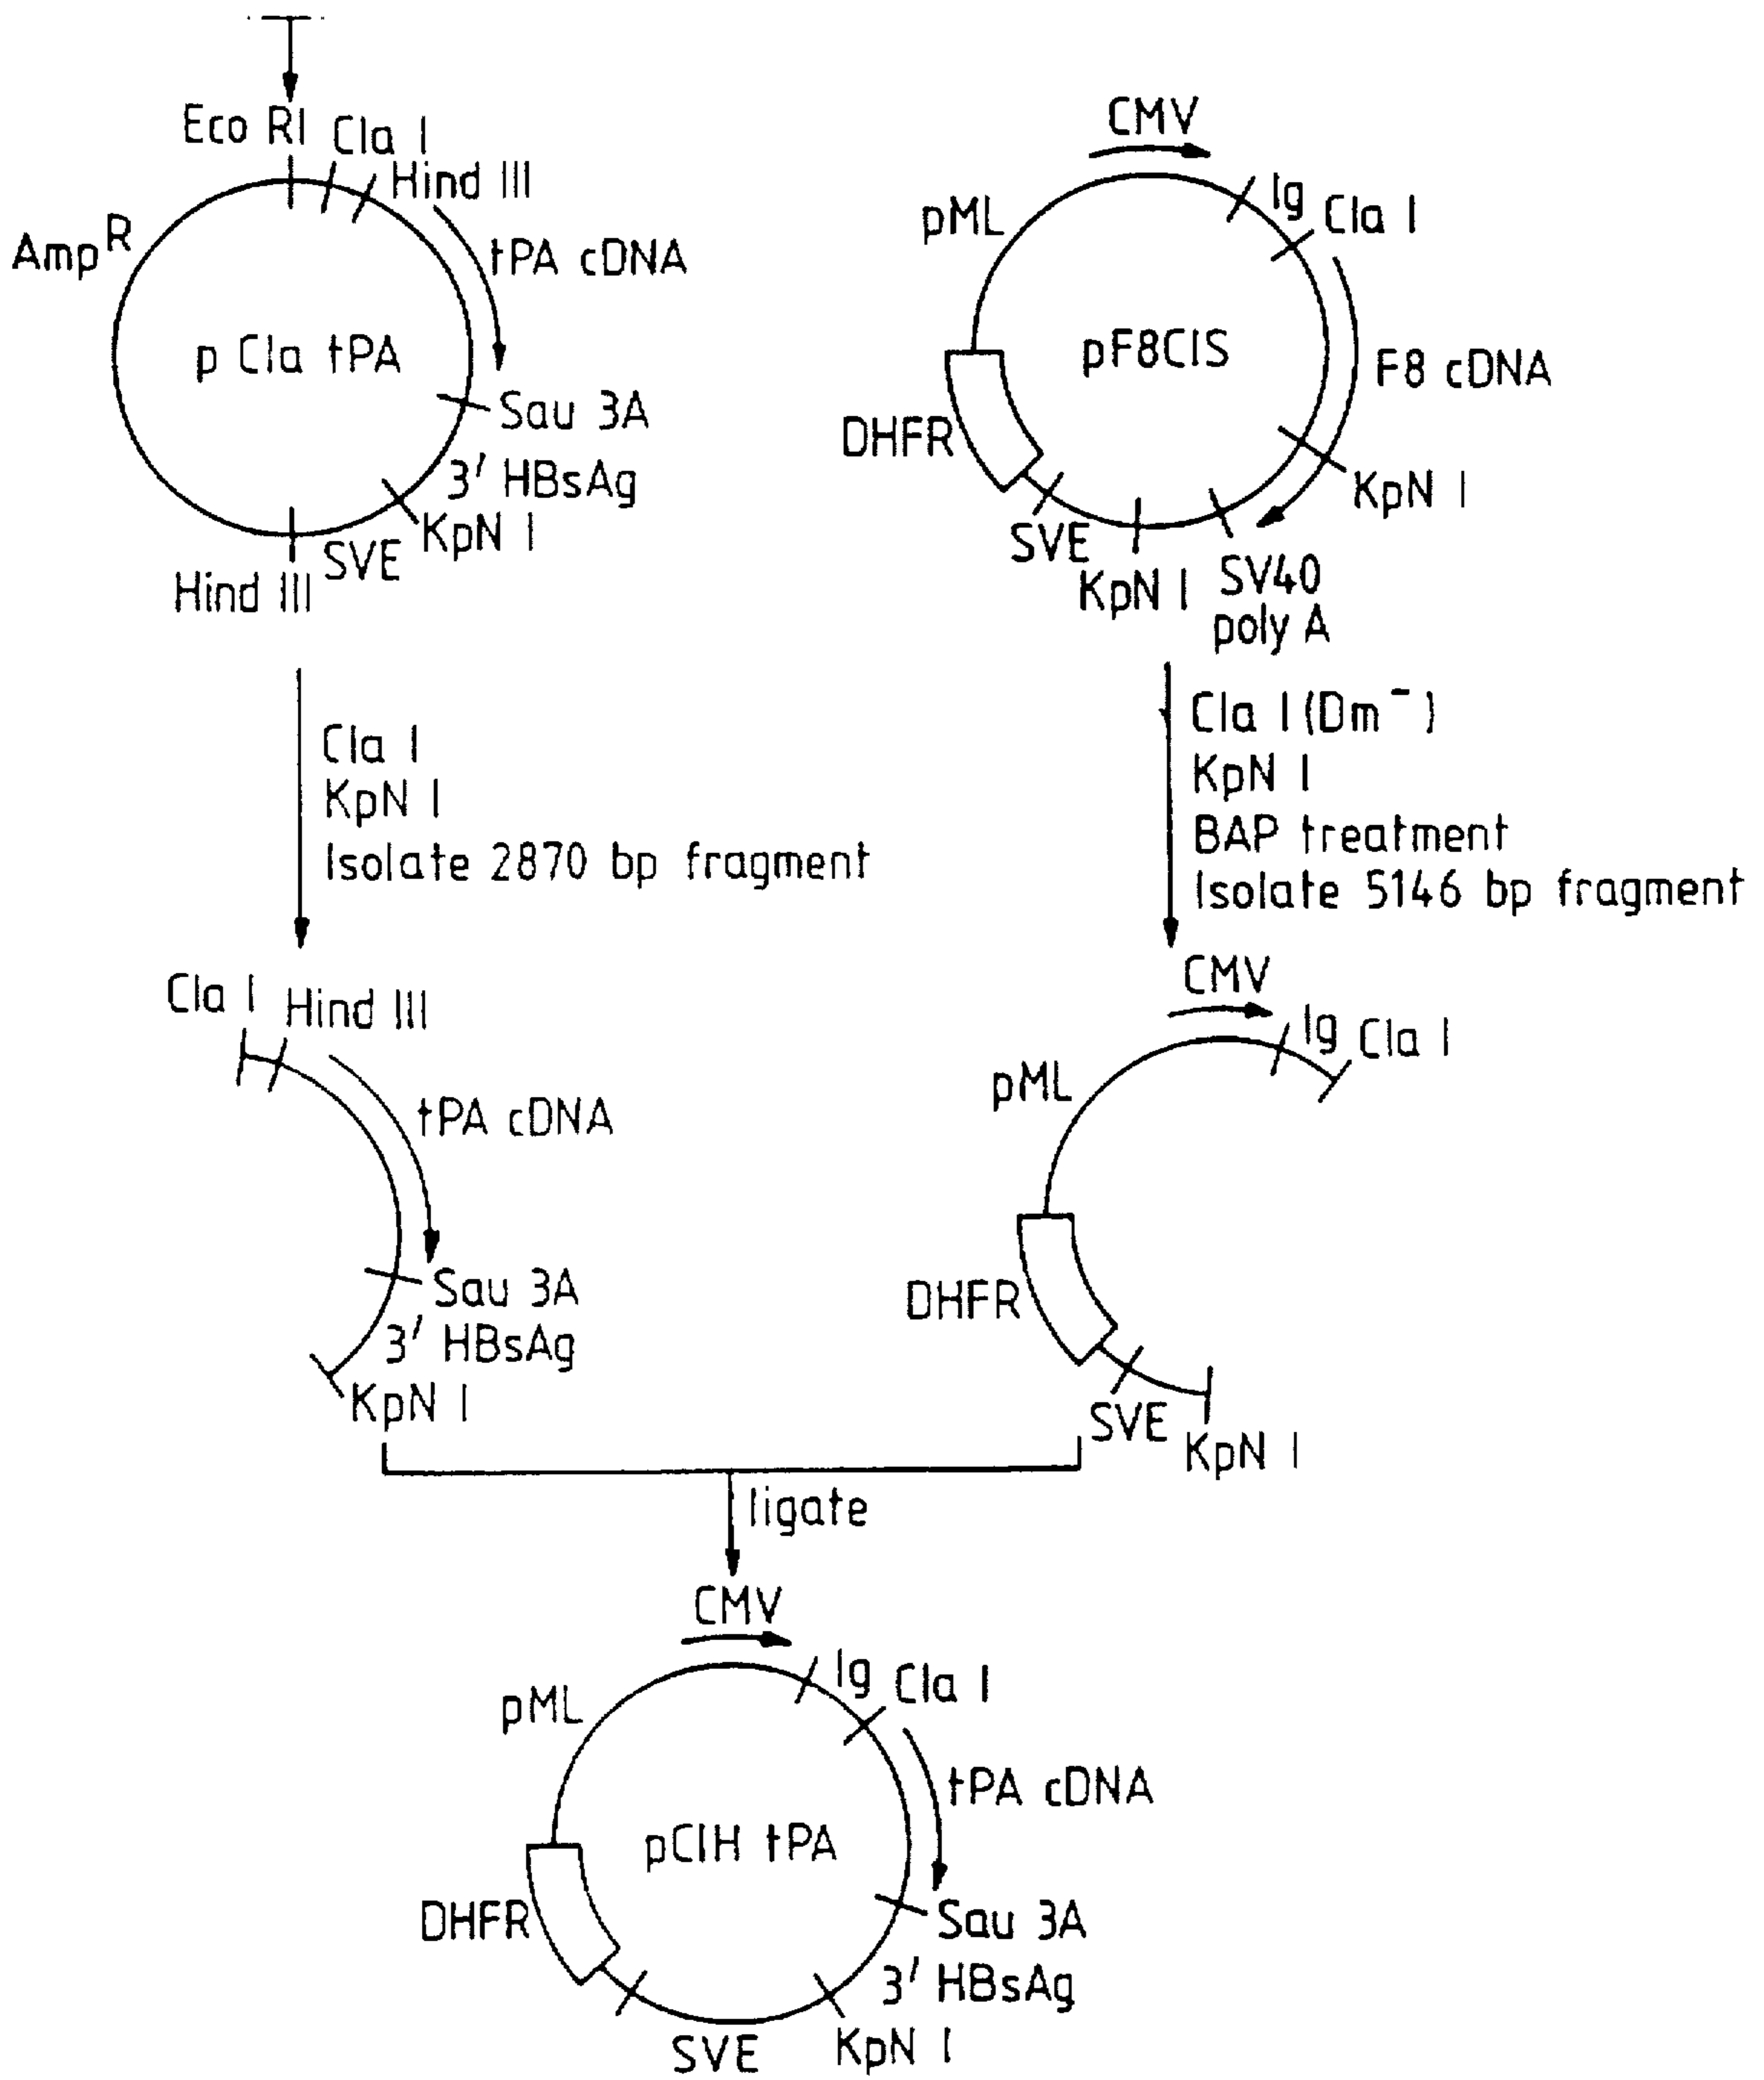 Eco RI
Cla I
Hind III
Amp R
tPA cDNA
p Cla tPA
Sau 3A
3' HBsAg
KpN I
SVE
Hind III
CMV
Ig
Cla I
pML
pF8CIS
F8 cDNA
DHFR
KpN I
SVE
KpN I
SV40
poly A
Cla I
KpN I
Isolate 2870 bp fragment
Cla I (Dm⁻)
KpN I
BAP treatment
Isolate 5146 bp fragment
Cla I
Hind III
tPA cDNA
Sau 3A
3' HBsAg
KpN I
CMV
Ig
Cla I
pML
DHFR
SVE
KpN I
ligate
CMV
Ig
Cla I
pML
tPA cDNA
pCIH tPA
DHFR
Sau 3A
3' HBsAg
SVE
KpN I